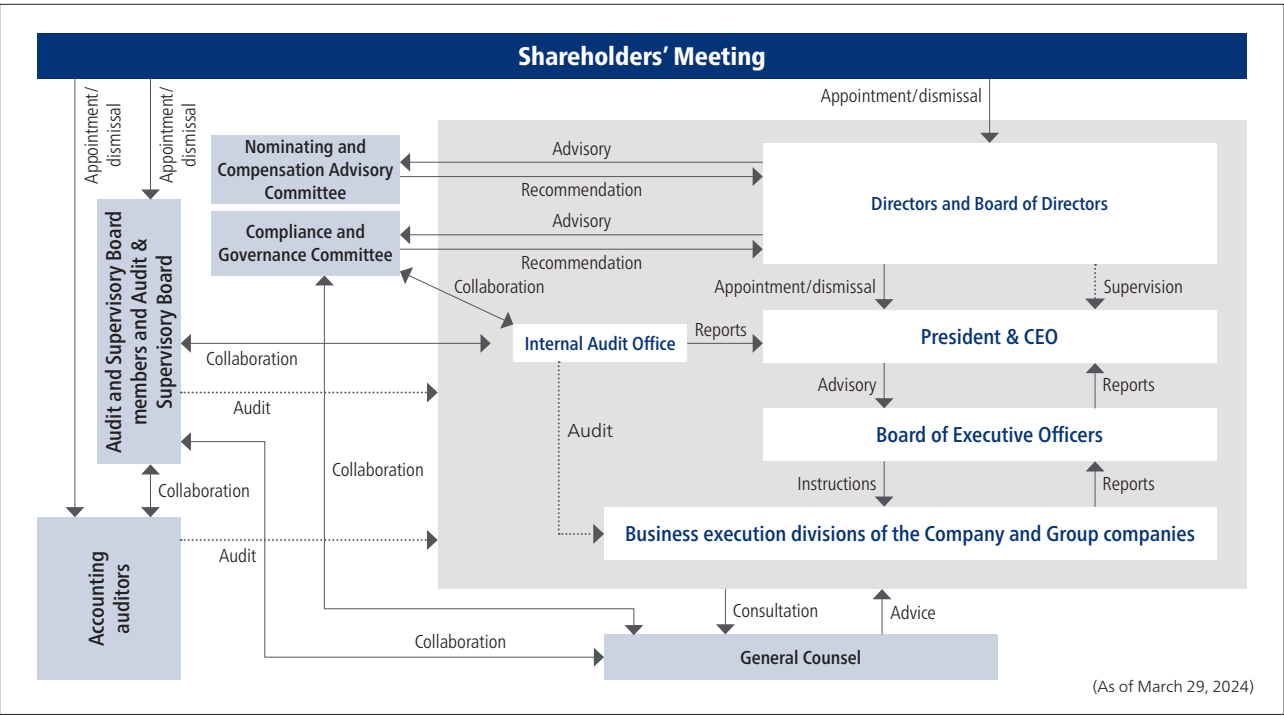 Shareholders' Meeting
Appointment/
dismissal
Appointment/
dismissal
Appointment/dismissal
Nominating and
Compensation Advisory
Committee
Advisory
Recommendation
Directors and Board of Directors
Compliance and
Governance Committee
Advisory
Recommendation
Audit and Supervisory Board
members and Audit &
Supervisory Board
Collaboration
Appointment/dismissal
Supervision
Internal Audit Office
Reports
President & CEO
Collaboration
Audit
Advisory
Reports
Audit
Board of Executive Officers
Collaboration
Collaboration
Instructions
Reports
Business execution divisions of the Company and Group companies
Audit
Accounting
auditors
Consultation
Advice
Collaboration
General Counsel
(As of March 29, 2024)